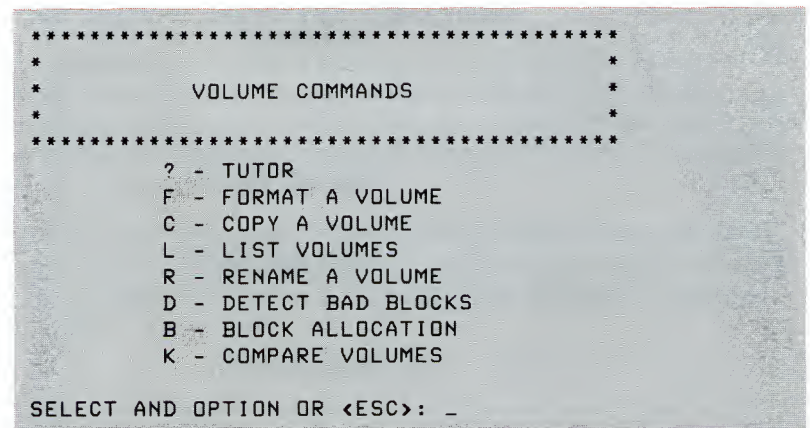 ****************************************
*                                      *
*          VOLUME COMMANDS             *
*                                      *
****************************************
? - TUTOR
F - FORMAT A VOLUME
C - COPY A VOLUME
L - LIST VOLUMES
R - RENAME A VOLUME
D - DETECT BAD BLOCKS
B - BLOCK ALLOCATION
K - COMPARE VOLUMES
SELECT AND OPTION OR <ESC>: _